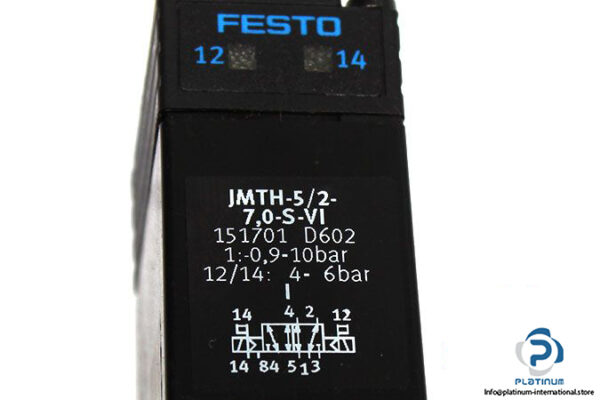 FESTO
12 14
JMTH-5/2-
7,0-S-VI
151701 D602
1:-0,9-10bar
12/14: 4- 6bar
14 4 2 12
14 84 5 1 3
PLATINUM
info@platinum-international.store